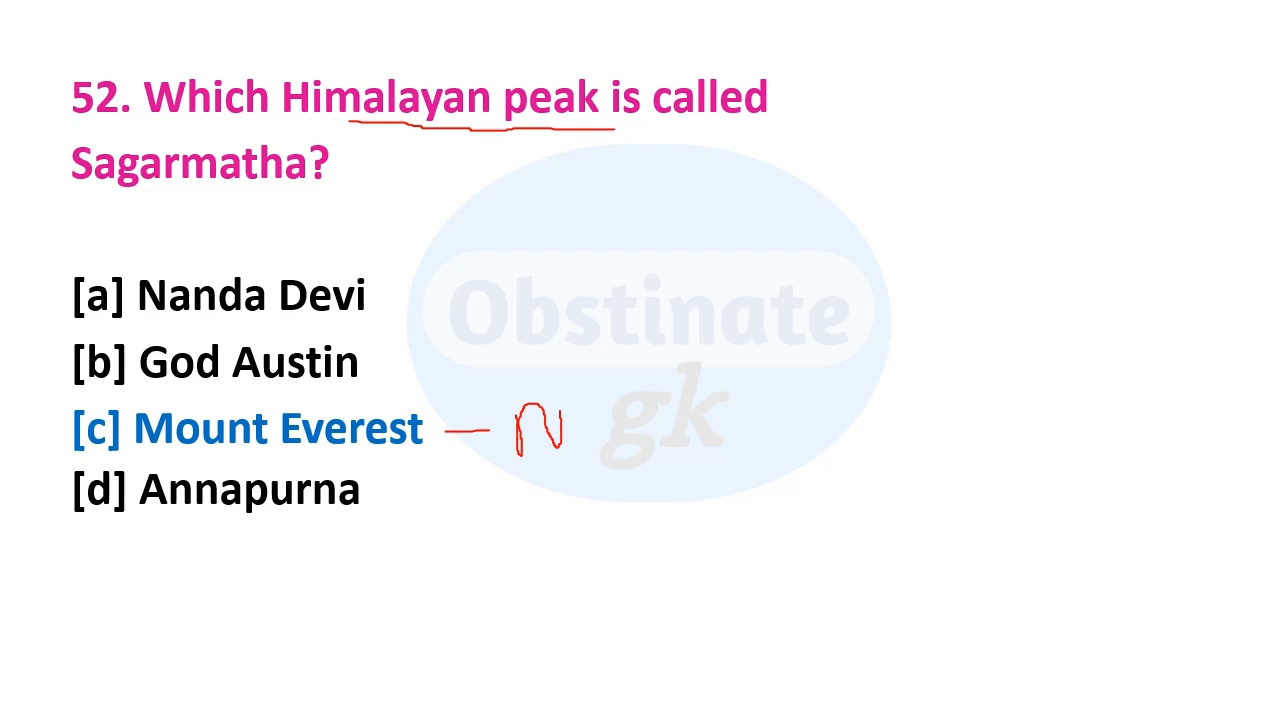 52. Which Himalayan peak is called
Sagarmatha?
[a] Nanda Devi
[b] God Austin
[c] Mount Everest — N
[d] Annapurna
Obstinate
gk